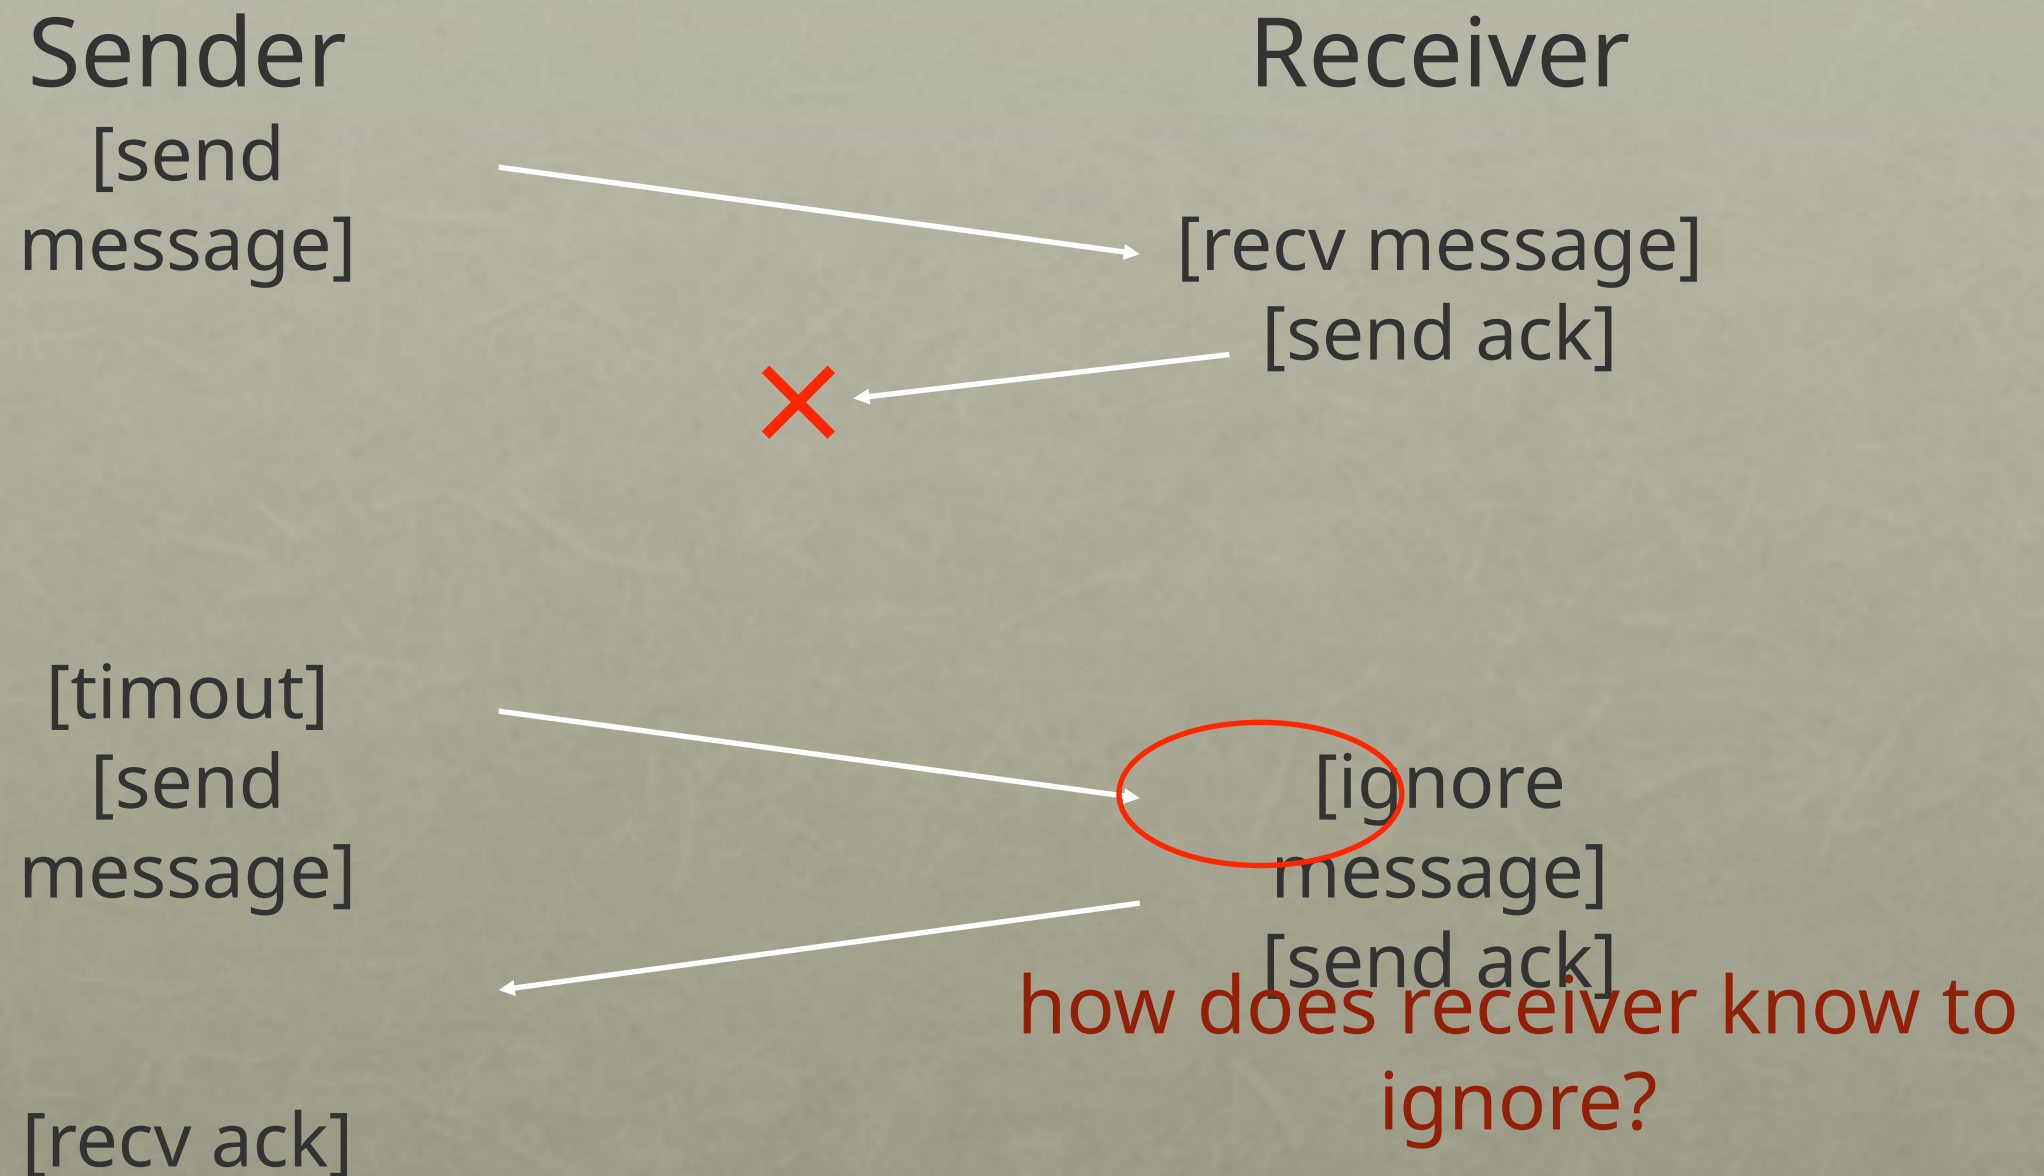 Sender
[send
message]
[timout]
[send
message]
[recv ack]
Receiver
[recv message]
[send ack]
[ignore
message]
[send ack]
how does receiver know to
ignore?